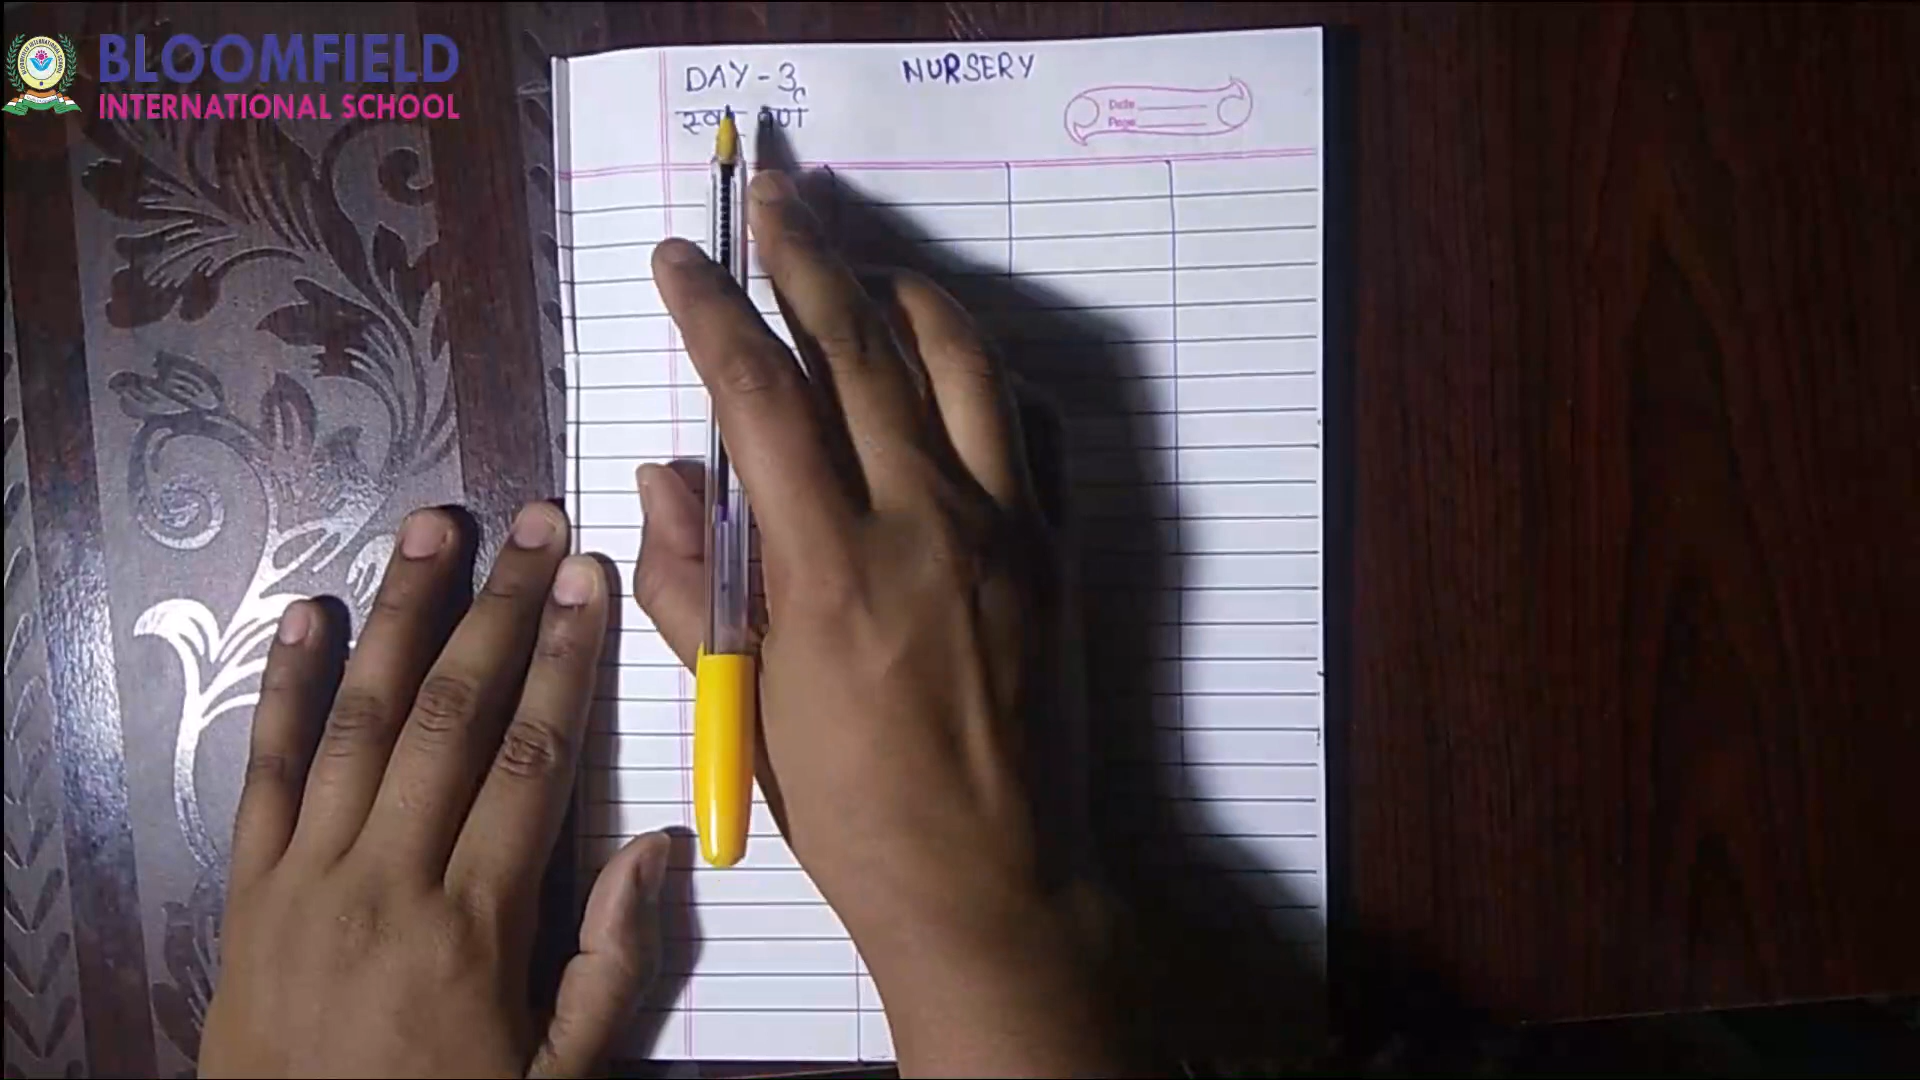 BLOOMFIELD
INTERNATIONAL SCHOOL
DAY - 3
NURSERY
Date
Page